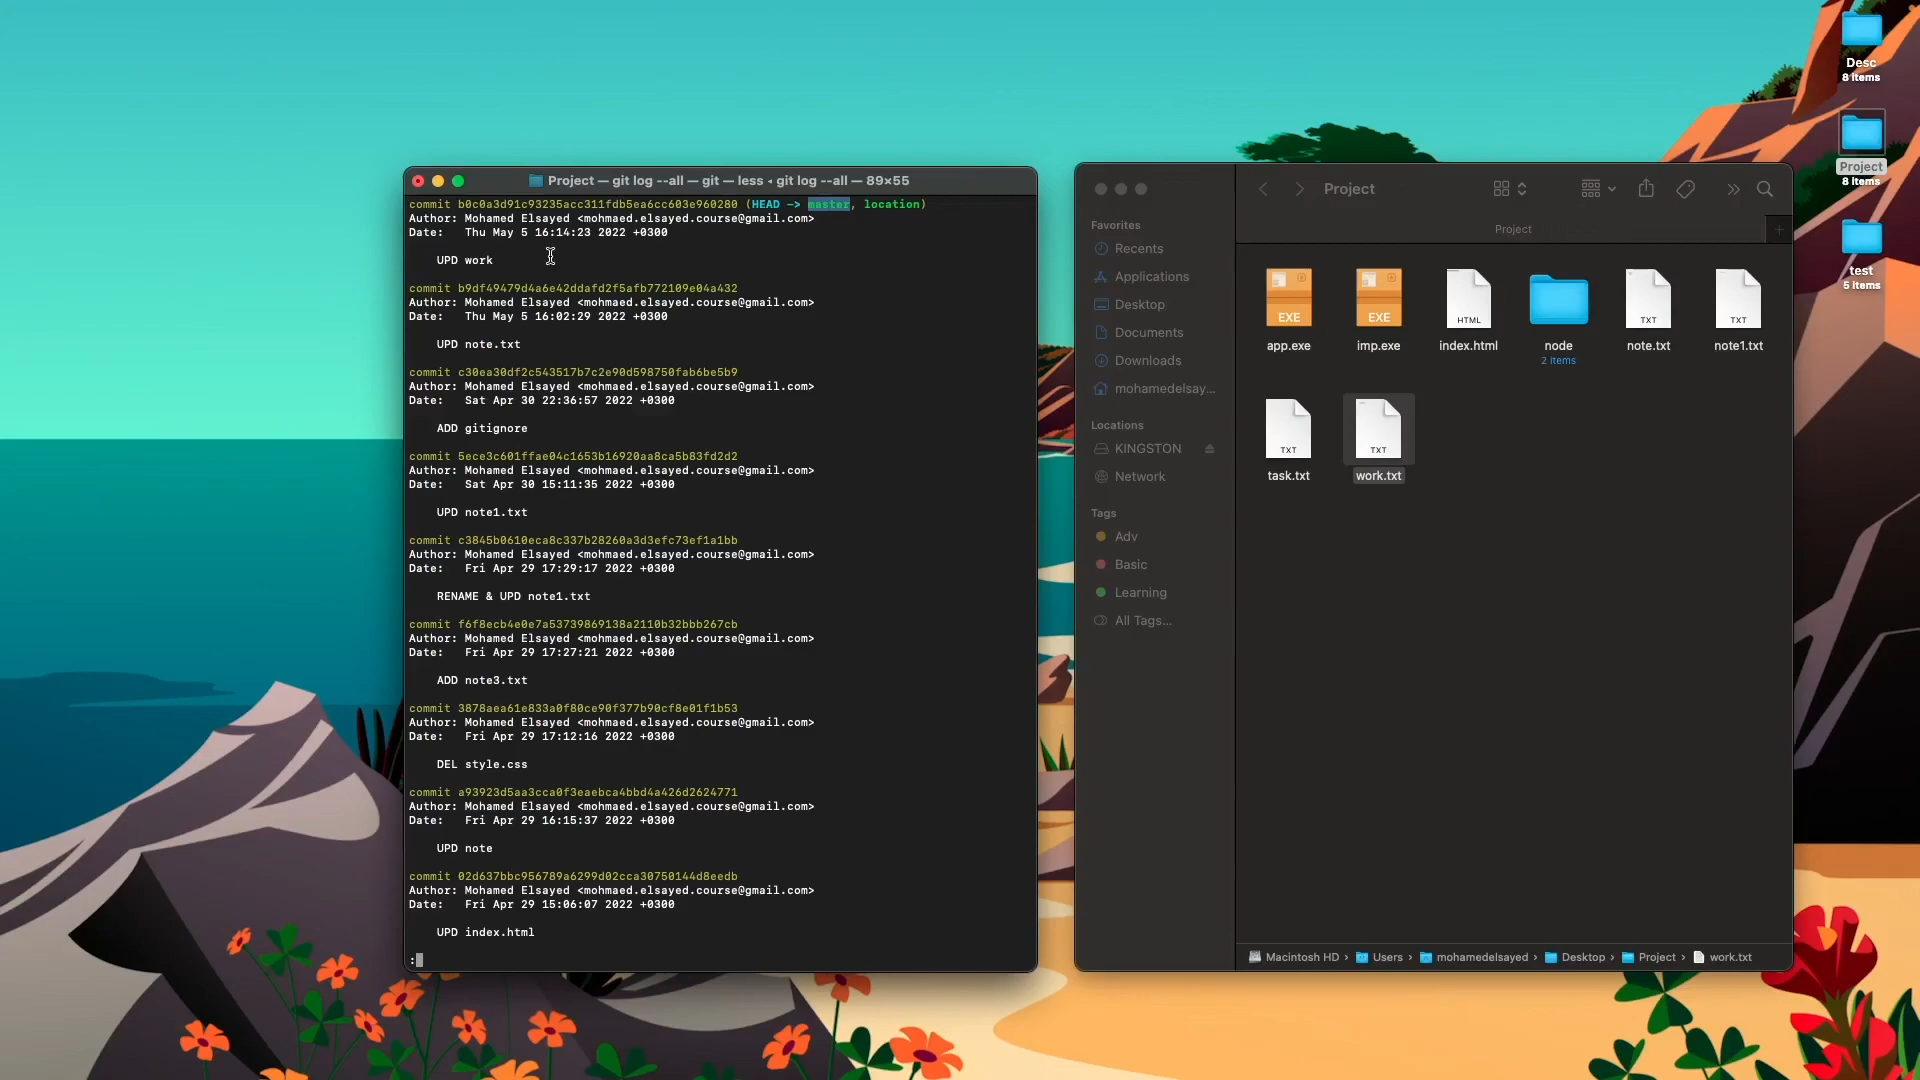 Project — git log --all — git — less ◂ git log --all — 89×55
commit b0c0a3d91c93235acc311fdb5ea6cc603e960280 (HEAD -> master, location)
Author: Mohamed Elsayed <mohmaed.elsayed.course@gmail.com>
Date:   Thu May 5 16:14:23 2022 +0300
UPD work
commit b9df49479d4a6e42ddafd2f5afb772109e04a432
Author: Mohamed Elsayed <mohmaed.elsayed.course@gmail.com>
Date:   Thu May 5 16:02:29 2022 +0300
UPD note.txt
commit c30ea30df2c543517b7c2e90d598750fab6be5b9
Author: Mohamed Elsayed <mohmaed.elsayed.course@gmail.com>
Date:   Sat Apr 30 22:36:57 2022 +0300
ADD gitignore
commit 5ece3c601ffae04c1653b16920aa8ca5b83fd2d2
Author: Mohamed Elsayed <mohmaed.elsayed.course@gmail.com>
Date:   Sat Apr 30 15:11:35 2022 +0300
UPD note1.txt
commit c3845b0610eca8c337b28260a3d3efc73ef1a1bb
Author: Mohamed Elsayed <mohmaed.elsayed.course@gmail.com>
Date:   Fri Apr 29 17:29:17 2022 +0300
RENAME & UPD note1.txt
commit f6f8ecb4e0e7a53739869138a2110b32bbb267cb
Author: Mohamed Elsayed <mohmaed.elsayed.course@gmail.com>
Date:   Fri Apr 29 17:27:21 2022 +0300
ADD note3.txt
commit 3878aea61e833a0f80ce90f377b90cf8e01f1b53
Author: Mohamed Elsayed <mohmaed.elsayed.course@gmail.com>
Date:   Fri Apr 29 17:12:16 2022 +0300
DEL style.css
commit a93923d5aa3cca0f3eaebca4bbd4a426d2624771
Author: Mohamed Elsayed <mohmaed.elsayed.course@gmail.com>
Date:   Fri Apr 29 16:15:37 2022 +0300
UPD note
commit 02d637bbc956789a6299d02cca30750144d8eedb
Author: Mohamed Elsayed <mohmaed.elsayed.course@gmail.com>
Date:   Fri Apr 29 15:06:07 2022 +0300
UPD index.html
:
Favorites
Recents
Applications
Desktop
Documents
Downloads
mohamedelsay...
Locations
KINGSTON
Network
Tags
Adv
Basic
Learning
All Tags...
Project
Project
EXE
app.exe
EXE
imp.exe
HTML
index.html
node
2 items
TXT
note.txt
TXT
note1.txt
TXT
task.txt
TXT
work.txt
Macintosh HD › Users › mohamedelsayed › Desktop › Project › work.txt
Desc
8 items
Project
8 items
test
5 items